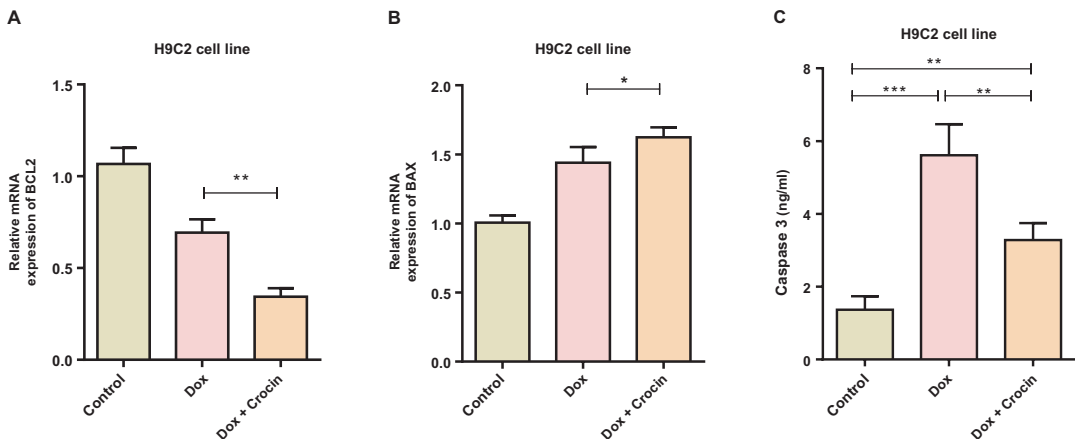 A
H9C2 cell line
Relative mRNA
expression of BCL2
1.5
1.0
0.5
0.0
**
Control
Dox
Dox + Crocin
B
H9C2 cell line
Relative mRNA
expression of BAX
2.0
1.5
1.0
0.5
0.0
*
Control
Dox
Dox + Crocin
C
H9C2 cell line
Caspase 3 (ng/ml)
8
6
4
2
0
**
*** **
Control
Dox
Dox + Crocin